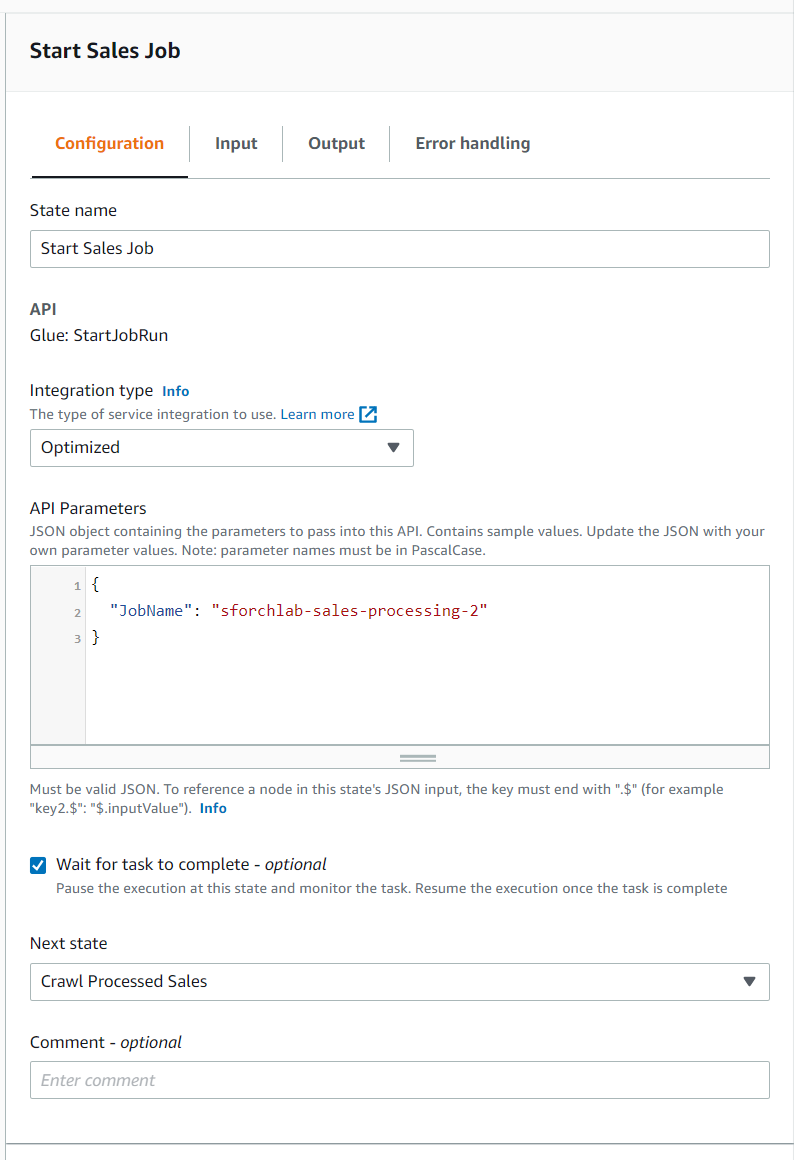 Start Sales Job
Configuration
Input
Output
Error handling
State name
Start Sales Job
API
Glue: StartJobRun
Integration type Info
The type of service integration to use. Learn more
Optimized
API Parameters
JSON object containing the parameters to pass into this API. Contains sample values. Update the JSON with your
own parameter values. Note: parameter names must be in PascalCase.
1 {
2 "JobName": "sforchlab-sales-processing-2"
3 }
Must be valid JSON. To reference a node in this state's JSON input, the key must end with ".$" (for example
"key2.$": "$.inputValue"). Info
Wait for task to complete - optional
Pause the execution at this state and monitor the task. Resume the execution once the task is complete
Next state
Crawl Processed Sales
Comment - optional
Enter comment